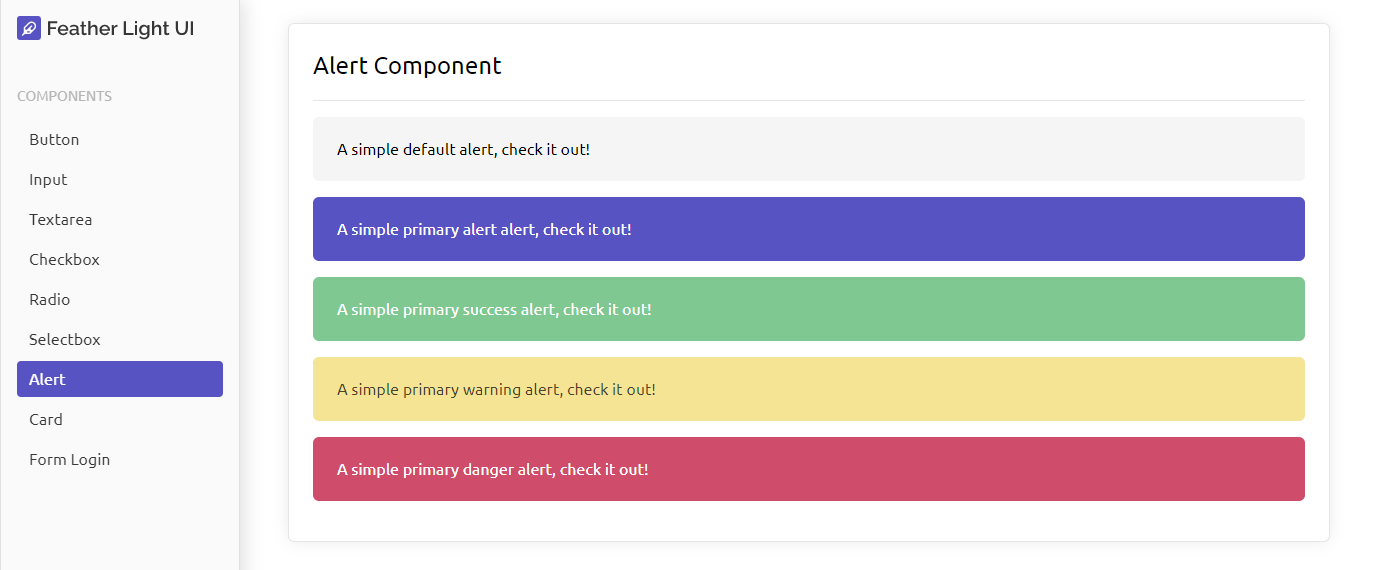 Feather Light UI
COMPONENTS
Button
Input
Textarea
Checkbox
Radio
Selectbox
Alert
Card
Form Login
Alert Component
A simple default alert, check it out!
A simple primary alert alert, check it out!
A simple primary success alert, check it out!
A simple primary warning alert, check it out!
A simple primary danger alert, check it out!